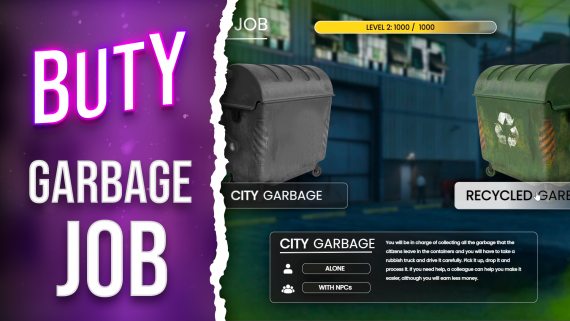 BUTY
GARBAGE
JOB
JOB
LEVEL 2: 1000 / 1000
CITY GARBAGE
RECYCLED GARB
CITY GARBAGE
ALONE
WITH NPCs
You will be in charge of collecting all the garbage that the
citizens leave in the containers and you will have to take a
rubbish truck and drive it carefully. Pick it up, drop it and
process it. If you need help, a colleague can help you make it
easier, although you will earn less money.